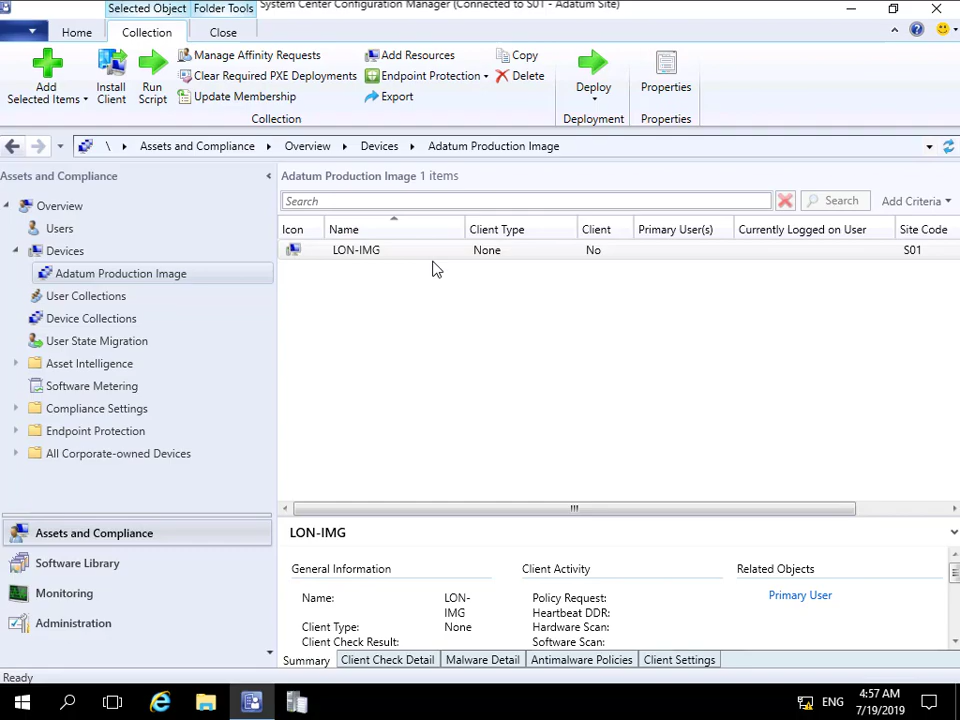 Selected Object Folder Tools System Center Configuration Manager (Connected to S01 - Adatum Site)
Home Collection Close
Add Selected Items
Install Client
Run Script
Manage Affinity Requests
Clear Required PXE Deployments
Update Membership
Add Resources
Endpoint Protection
Export
Copy
Delete
Collection
Deploy
Deployment
Properties
Properties
\ Assets and Compliance Overview Devices Adatum Production Image
Assets and Compliance
Overview
Users
Devices
Adatum Production Image
User Collections
Device Collections
User State Migration
Asset Intelligence
Software Metering
Compliance Settings
Endpoint Protection
All Corporate-owned Devices
Assets and Compliance
Software Library
Monitoring
Administration
Adatum Production Image 1 items
Search Search Add Criteria
Icon Name Client Type Client Primary User(s) Currently Logged on User Site Code
LON-IMG None No S01
LON-IMG
General Information Client Activity Related Objects
Name: LON-IMG
Client Type: None
Client Check Result:
Policy Request:
Heartbeat DDR:
Hardware Scan:
Software Scan:
Primary User
Summary Client Check Detail Malware Detail Antimalware Policies Client Settings
Ready
ENG 4:57 AM
7/19/2019